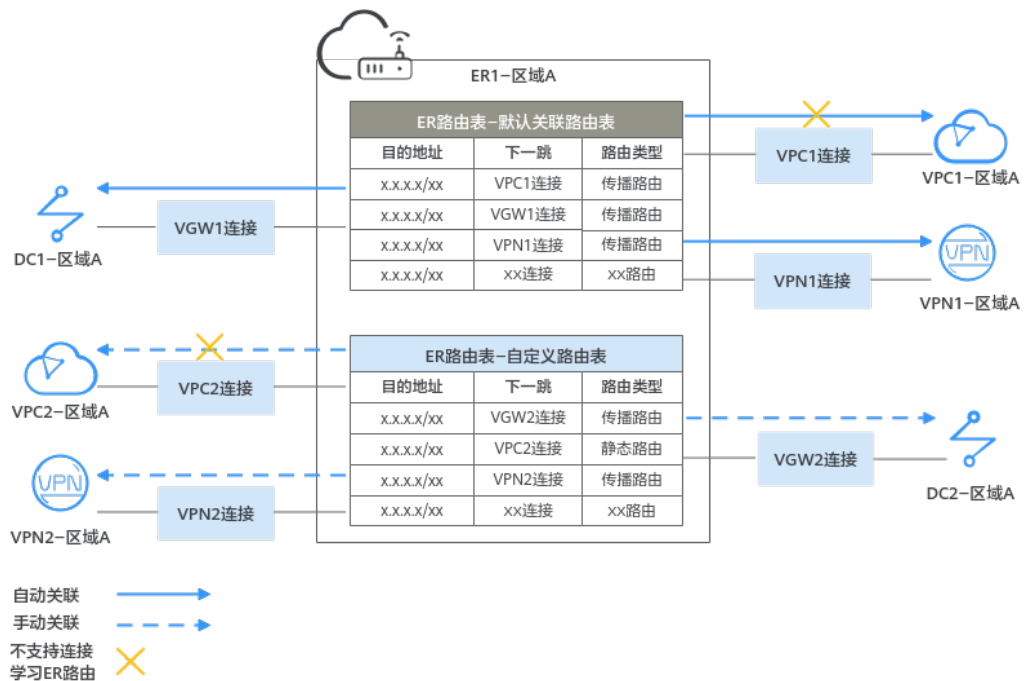 ER1-区域A
ER路由表-默认关联路由表
目的地址 下一跳 路由类型
x.x.x.x/xx VPC1连接 传播路由
x.x.x.x/xx VGW1连接 传播路由
x.x.x.x/xx VPN1连接 传播路由
x.x.x.x/xx xx连接 xx路由
VGW1连接
DC1-区域A
VPC1连接
VPC1-区域A
VPN
VPN1连接
VPN1-区域A
ER路由表-自定义路由表
目的地址 下一跳 路由类型
x.x.x.x/xx VGW2连接 传播路由
x.x.x.x/xx VPC2连接 静态路由
x.x.x.x/xx VPN2连接 传播路由
x.x.x.x/xx xx连接 xx路由
VPC2连接
VPC2-区域A
VPN
VPN2连接
VPN2-区域A
VGW2连接
DC2-区域A
自动关联
手动关联
不支持连接
学习ER路由